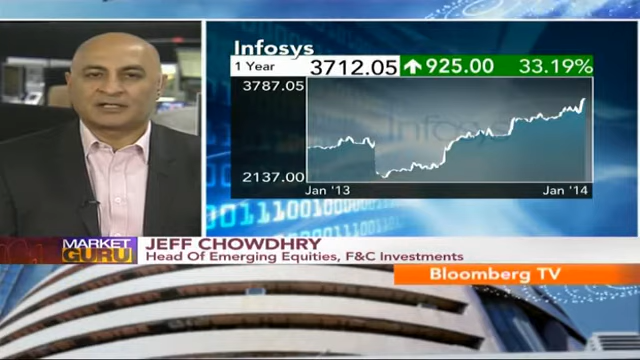 Infosys
1 Year
3712.05
925.00
33.19%
3787.05
Infosys
2137.00
Jan '13
Jan '14
MARKET
GURU
JEFF CHOWDHRY
Head Of Emerging Equities, F&C Investments
Bloomberg TV